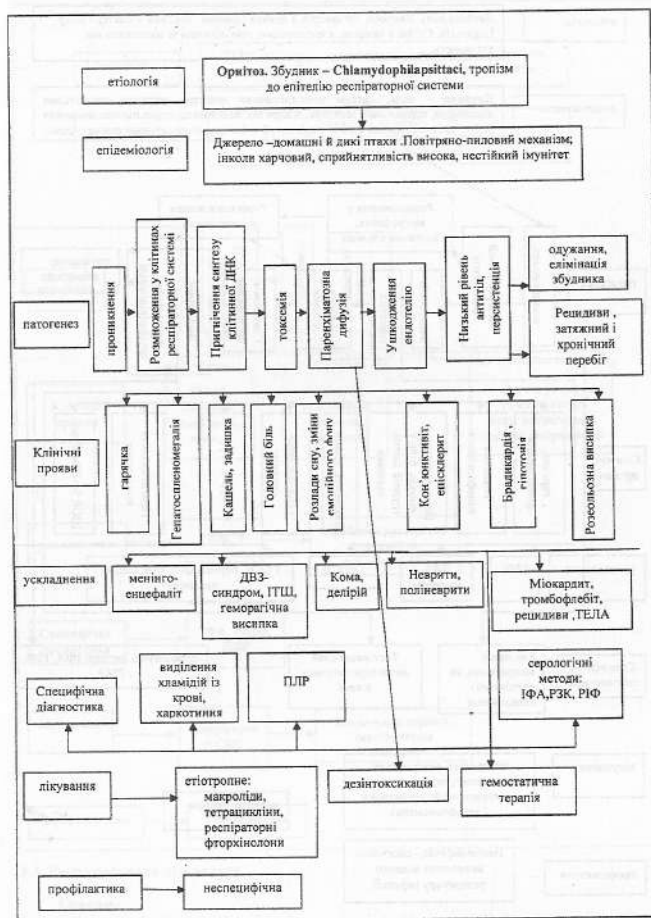 етіологія
Орнітоз. Збудник – Chlamydophilapsittaci, тропізм
до епітелію респіраторної системи
епідеміологія
Джерело –домашні й дикі птахи .Повітряно-пиловий механізм;
інколи харчовий, сприйнятливість висока, нестійкий імунітет
патогенез
проникнення
Розмноження у клітинах
респіраторної системі
Пригнічення синтезу
клітинної ДНК
токсемія
Паренхіматозна
дифузія
Ушкодження
ендотелію
Низький рівень
антитід,
персистенція
одужання,
елімінація
збудника
Рецидиви ,
затяжний і
хронічний
перебіг
Клінічні
прояви
гарячка
Гепатоспленомегалія
Кашель, задишка
Головний біль
Розлади сну, зміни
емоційного фону
Кон'юнктивіт,
епісклерит
Брадикардія ,
гіпотонія
Розеольозна висипка
ускладнення
менінго-
енцефаліт
ДВЗ-
синдром, ІТШ,
геморагічна
висипка
Кома,
делірій
Неврити,
поліневрити
Міокардит,
тромбофлебіт,
рецидиви ,ТЕЛА
Специфічна
діагностика
виділення
хламідій із
крові,
харкотиння
ПЛР
серологічні
методи:
ІФА,РЗК, РІФ
лікування
етіотропне:
макроліди,
тетрацикліни,
респіраторні
фторхінолони
дезінтоксикація
гемостатична
терапія
профілактика
неспецифічна